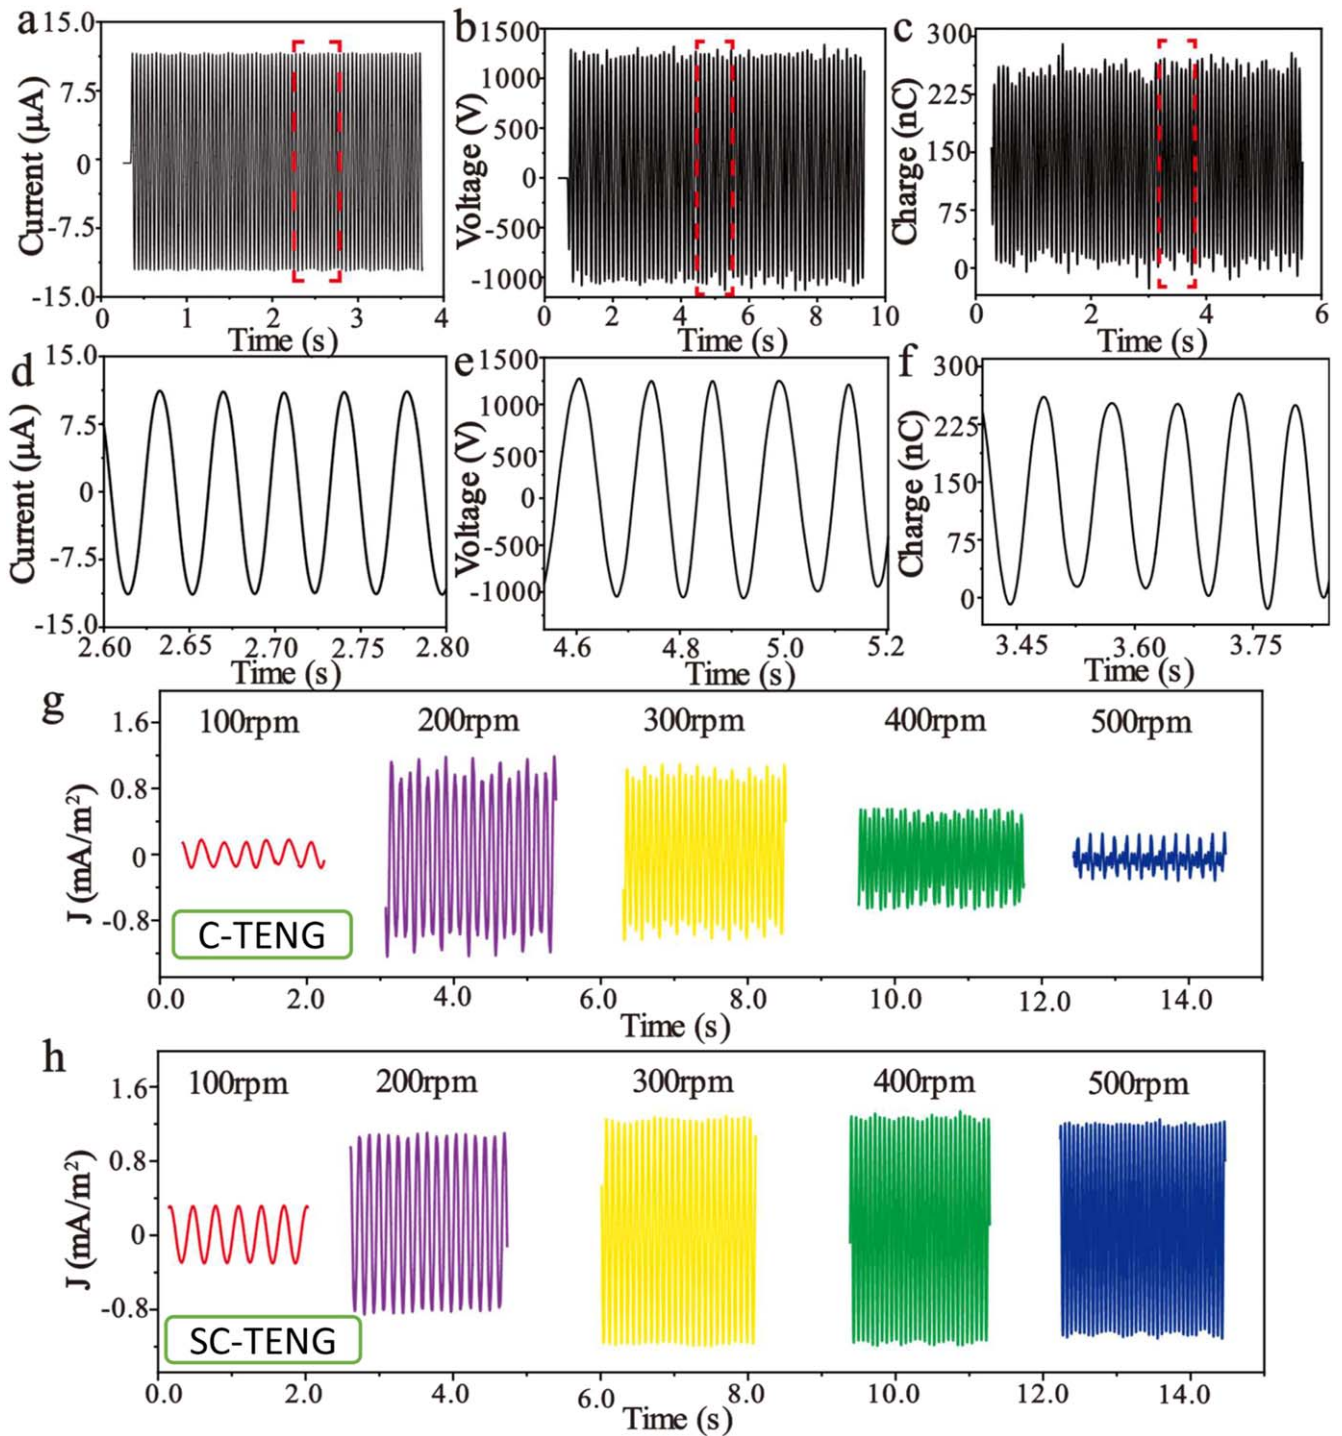 a
15.0
7.5
0
-7.5
-15.0
Current (μA)
0 1 2 3 4
Time (s)
b
1500
1000
500
0
-500
-1000
Voltage (V)
0 2 4 6 8 10
Time (s)
c
300
225
150
75
0
Charge (nC)
0 2 4 6
Time (s)
d
15.0
7.5
0
-7.5
-15.0
Current (μA)
2.60 2.65 2.70 2.75 2.80
Time (s)
e
1500
1000
500
0
-500
-1000
Voltage (V)
4.6 4.8 5.0 5.2
Time (s)
f
300
225
150
75
0
Charge (nC)
3.45 3.60 3.75
Time (s)
g
100rpm 200rpm 300rpm 400rpm 500rpm
1.6
0.8
0
-0.8
J (mA/m²)
C-TENG
0.0 2.0 4.0 6.0 8.0 10.0 12.0 14.0
Time (s)
h
100rpm 200rpm 300rpm 400rpm 500rpm
1.6
0.8
0
-0.8
J (mA/m²)
SC-TENG
0.0 2.0 4.0 6.0 8.0 10.0 12.0 14.0
Time (s)